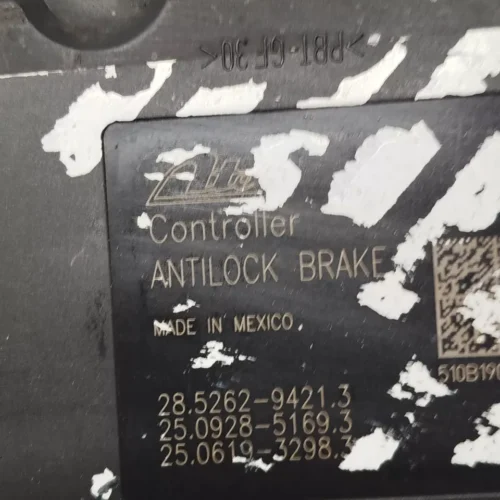 >PBT-GF30<
Ate
Controller
ANTILOCK BRAKE
MADE IN MEXICO
510B190
28.5262-9421.3
25.0928-5169.3
25.0619-3298.3